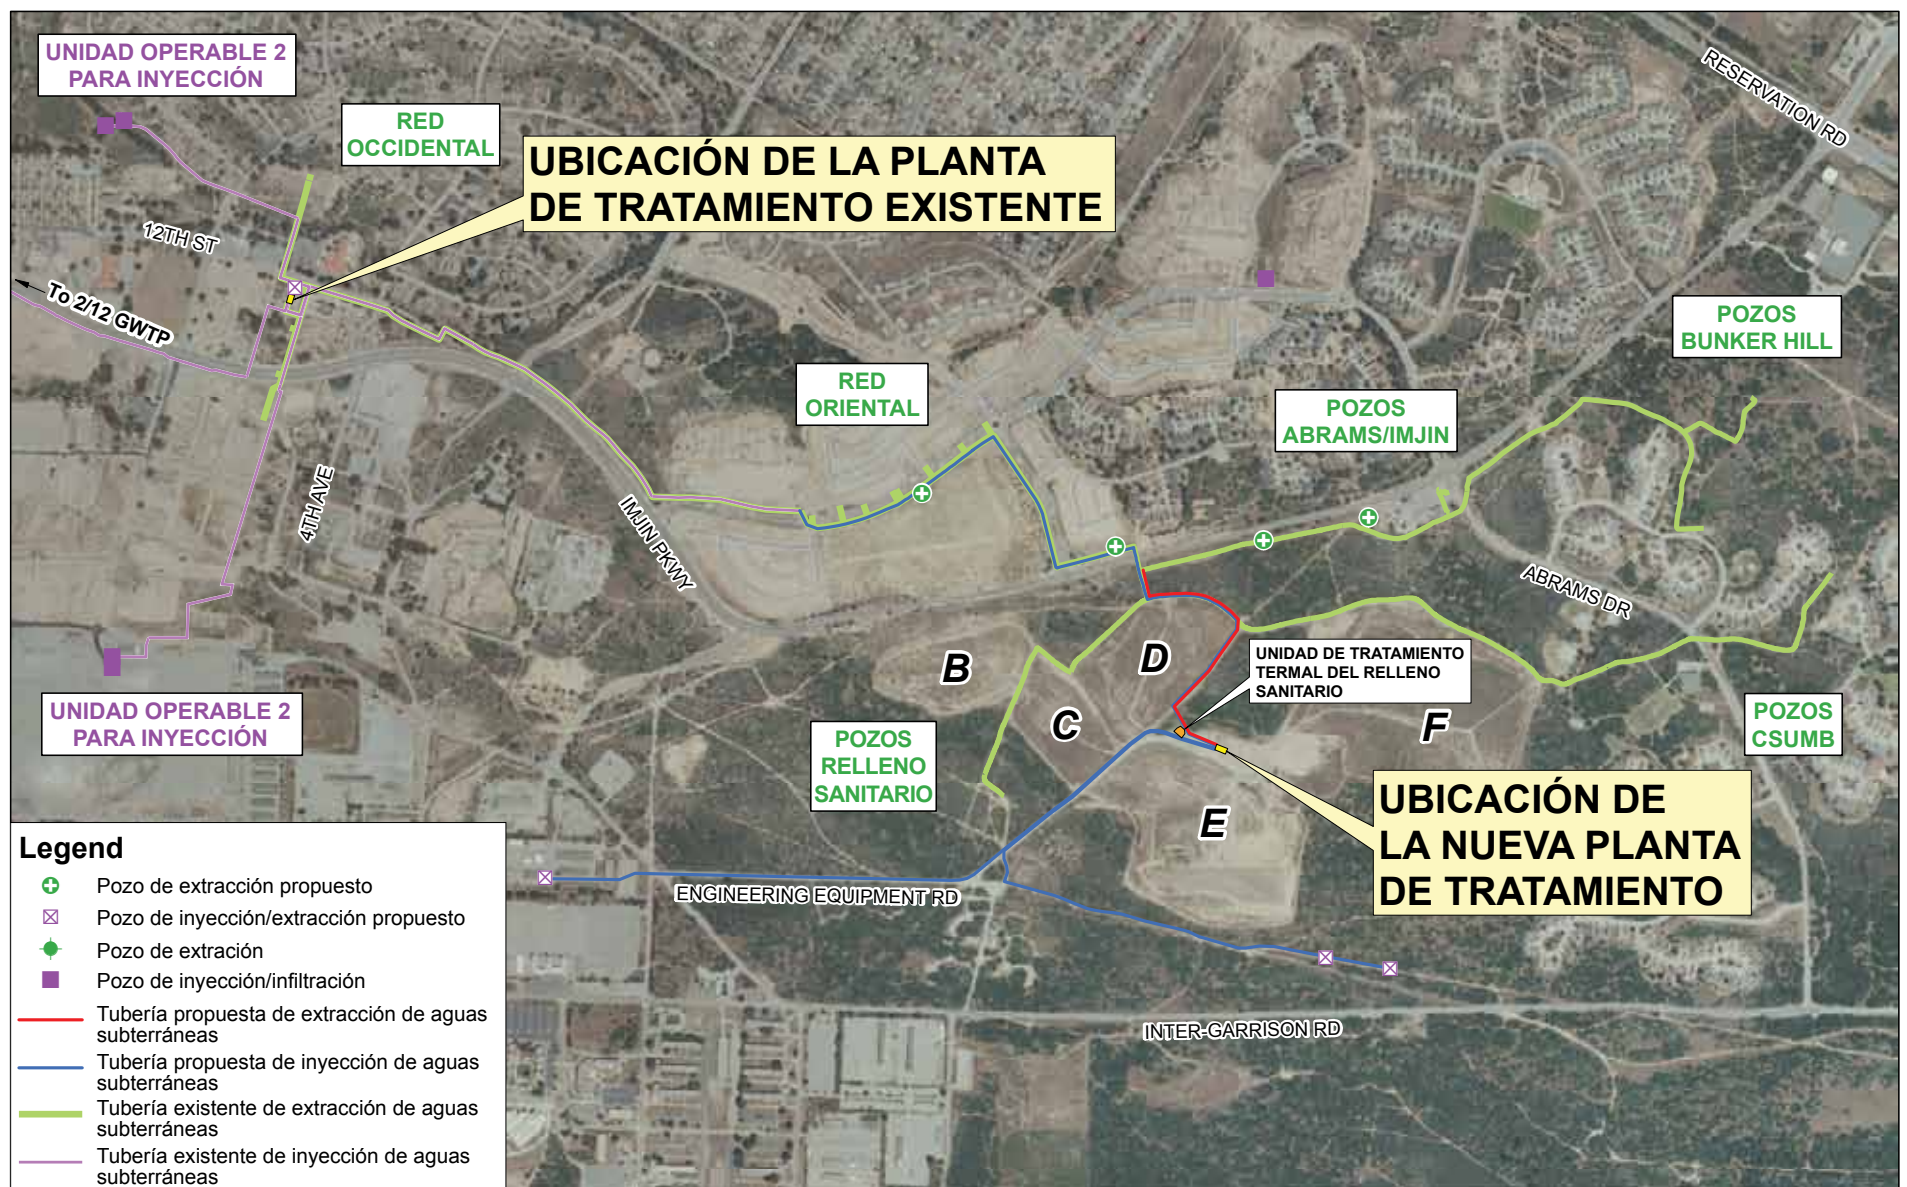 UNIDAD OPERABLE 2
PARA INYECCIÓN
RED
OCCIDENTAL
UBICACIÓN DE LA PLANTA
DE TRATAMIENTO EXISTENTE
RESERVATION RD
12TH ST
To 2/12 GWTP
POZOS
BUNKER HILL
RED
ORIENTAL
POZOS
ABRAMS/IMJIN
4TH AVE
IMJIN PKWY
ABRAMS DR
B
D
UNIDAD DE TRATAMIENTO
TERMAL DEL RELLENO
SANITARIO
C
F
UNIDAD OPERABLE 2
PARA INYECCIÓN
POZOS
RELLENO
SANITARIO
POZOS
CSUMB
E
UBICACIÓN DE
LA NUEVA PLANTA
DE TRATAMIENTO
ENGINEERING EQUIPMENT RD
INTER-GARRISON RD
Legend
Pozo de extracción propuesto
Pozo de inyección/extracción propuesto
Pozo de extración
Pozo de inyección/infiltración
Tubería propuesta de extracción de aguas
subterráneas
Tubería propuesta de inyección de aguas
subterráneas
Tubería existente de extracción de aguas
subterráneas
Tubería existente de inyección de aguas
subterráneas